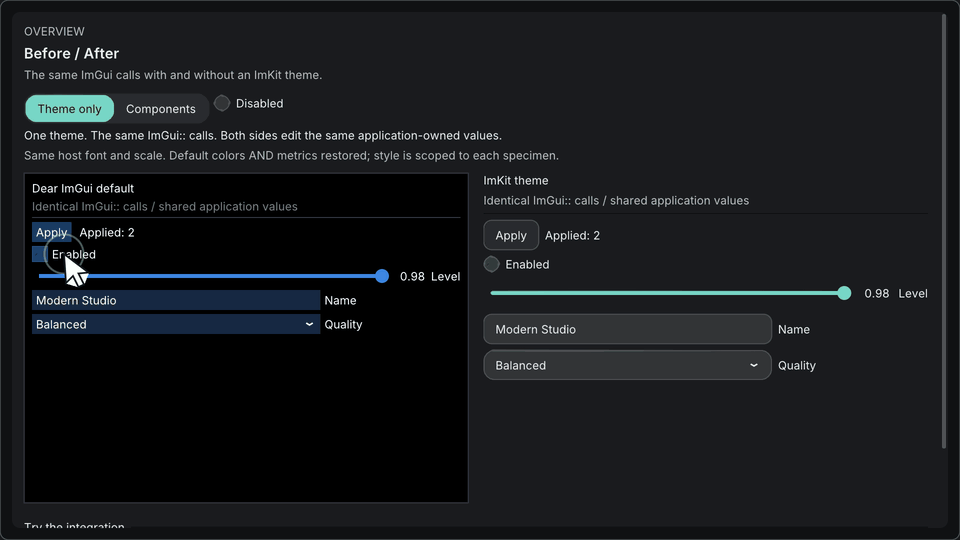 OVERVIEW
Before / After
The same ImGui calls with and without an ImKit theme.
Theme only Components Disabled
One theme. The same ImGui:: calls. Both sides edit the same application-owned values.
Same host font and scale. Default colors AND metrics restored; style is scoped to each specimen.
Dear ImGui default
Identical ImGui:: calls / shared application values
Apply Applied: 2
Enabled
0.98 Level
Modern Studio Name
Balanced Quality
ImKit theme
Identical ImGui:: calls / shared application values
Apply Applied: 2
Enabled
0.98 Level
Modern Studio Name
Balanced Quality
Try the integration